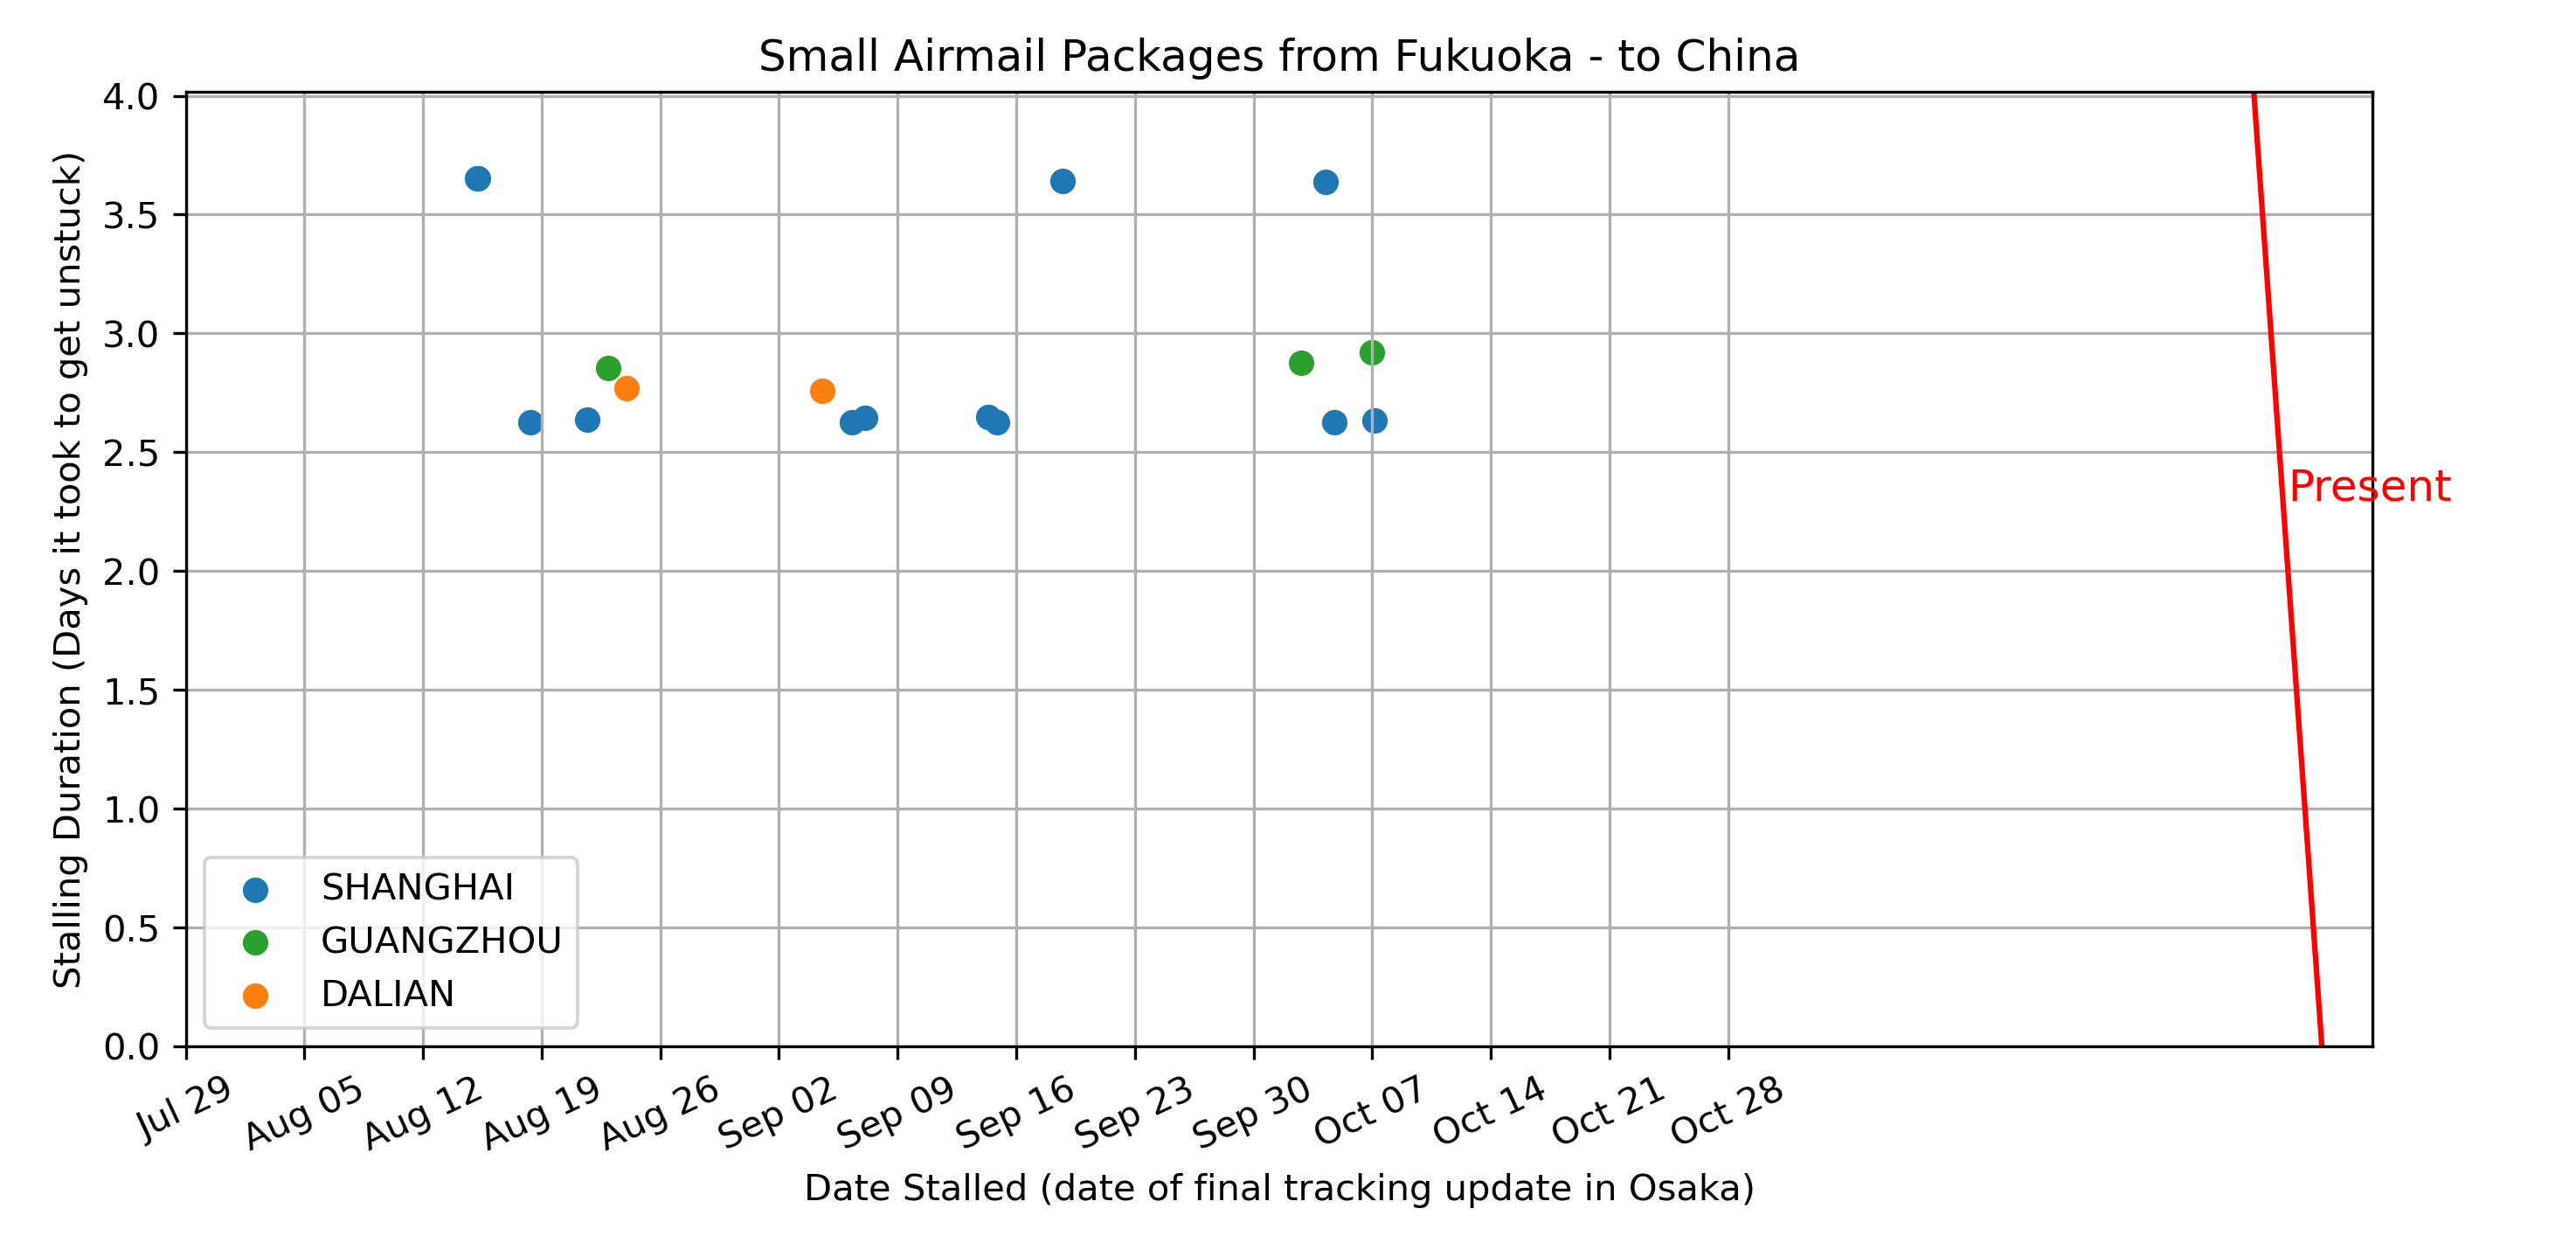 Small Airmail Packages from Fukuoka - to China
Stalling Duration (Days it took to get unstuck)
4.0
3.5
3.0
2.5
2.0
1.5
1.0
0.5
0.0
Present
SHANGHAI
GUANGZHOU
DALIAN
Jul 29
Aug 05
Aug 12
Aug 19
Aug 26
Sep 02
Sep 09
Sep 16
Sep 23
Sep 30
Oct 07
Oct 14
Oct 21
Oct 28
Date Stalled (date of final tracking update in Osaka)